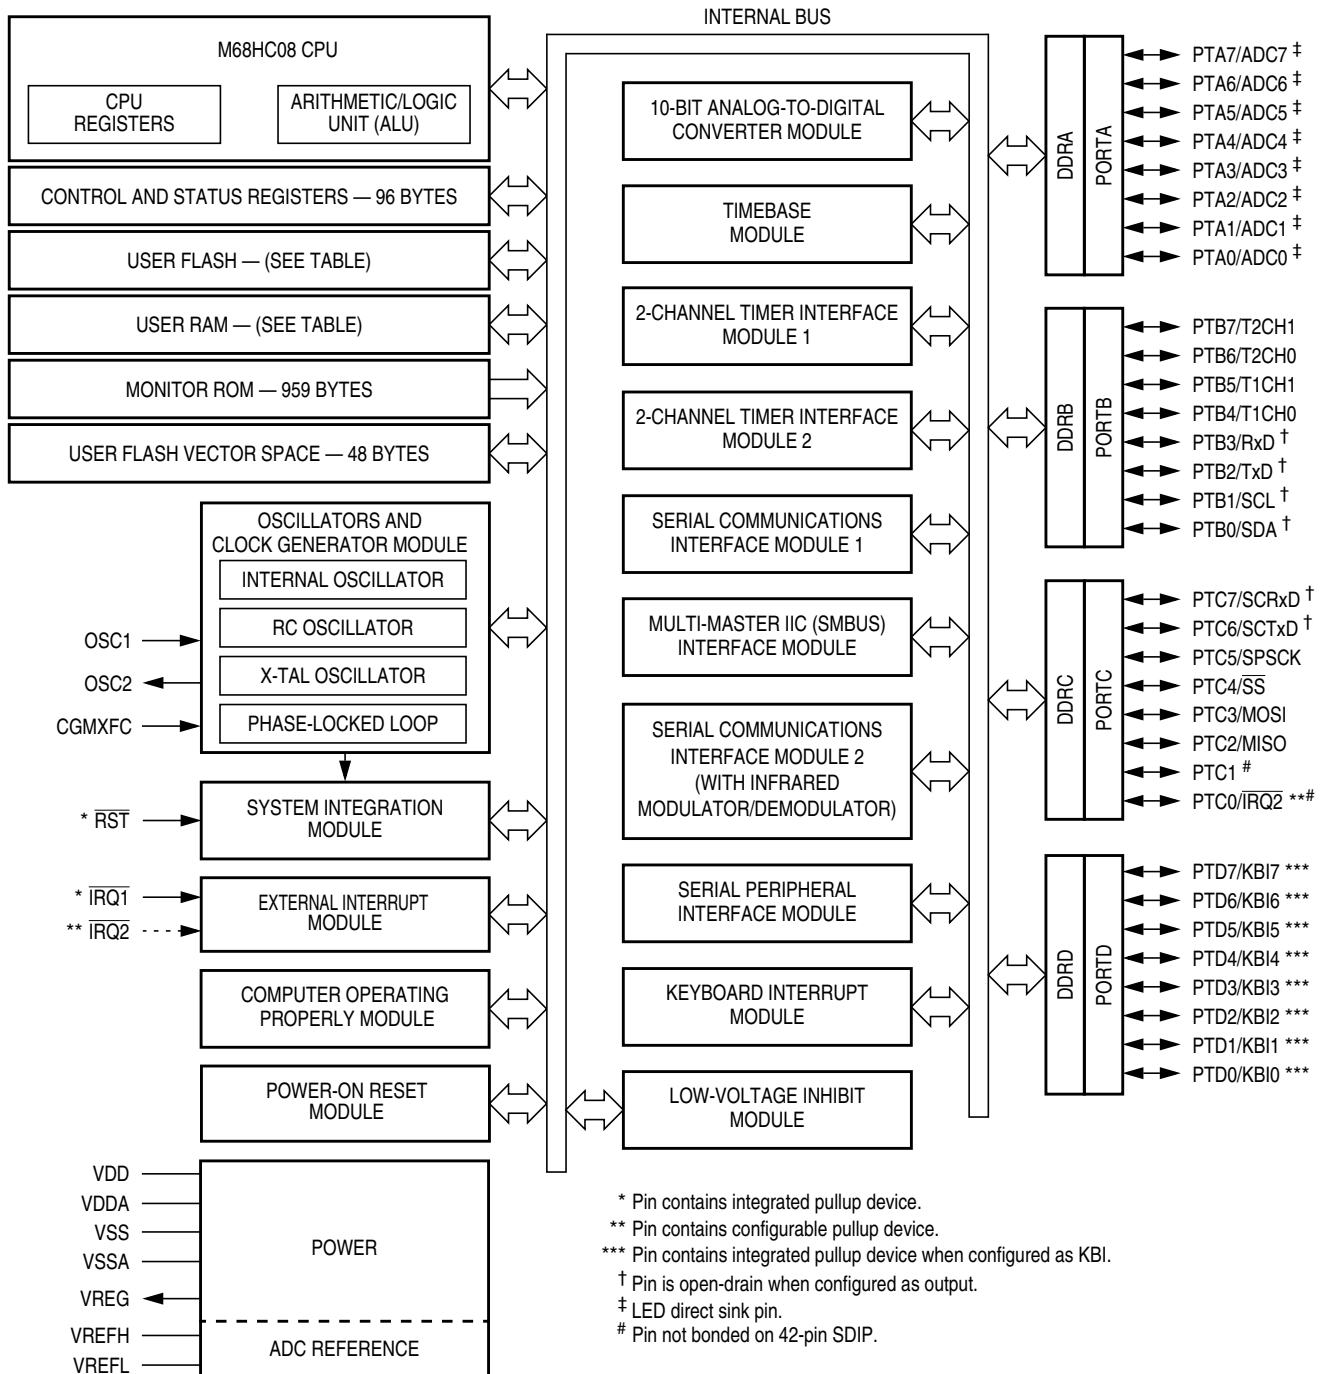 INTERNAL BUS
M68HC08 CPU
CPU
REGISTERS
ARITHMETIC/LOGIC
UNIT (ALU)
CONTROL AND STATUS REGISTERS — 96 BYTES
USER FLASH — (SEE TABLE)
USER RAM — (SEE TABLE)
MONITOR ROM — 959 BYTES
USER FLASH VECTOR SPACE — 48 BYTES
OSCILLATORS AND
CLOCK GENERATOR MODULE
INTERNAL OSCILLATOR
RC OSCILLATOR
X-TAL OSCILLATOR
PHASE-LOCKED LOOP
OSC1
OSC2
CGMXFC
SYSTEM INTEGRATION
MODULE
* RST
EXTERNAL INTERRUPT
MODULE
* IRQ1
** IRQ2
COMPUTER OPERATING
PROPERLY MODULE
POWER-ON RESET
MODULE
VDD
VDDA
VSS
VSSA
VREG
VREFH
VREFL
POWER
ADC REFERENCE
10-BIT ANALOG-TO-DIGITAL
CONVERTER MODULE
TIMEBASE
MODULE
2-CHANNEL TIMER INTERFACE
MODULE 1
2-CHANNEL TIMER INTERFACE
MODULE 2
SERIAL COMMUNICATIONS
INTERFACE MODULE 1
MULTI-MASTER IIC (SMBUS)
INTERFACE MODULE
SERIAL COMMUNICATIONS
INTERFACE MODULE 2
(WITH INFRARED
MODULATOR/DEMODULATOR)
SERIAL PERIPHERAL
INTERFACE MODULE
KEYBOARD INTERRUPT
MODULE
LOW-VOLTAGE INHIBIT
MODULE
DDRA
PORTA
PTA7/ADC7 ‡
PTA6/ADC6 ‡
PTA5/ADC5 ‡
PTA4/ADC4 ‡
PTA3/ADC3 ‡
PTA2/ADC2 ‡
PTA1/ADC1 ‡
PTA0/ADC0 ‡
DDRB
PORTB
PTB7/T2CH1
PTB6/T2CH0
PTB5/T1CH1
PTB4/T1CH0
PTB3/RxD †
PTB2/TxD †
PTB1/SCL †
PTB0/SDA †
DDRC
PORTC
PTC7/SCRxD †
PTC6/SCTxD †
PTC5/SPSCK
PTC4/SS
PTC3/MOSI
PTC2/MISO
PTC1 #
PTC0/IRQ2 **#
DDRD
PORTD
PTD7/KBI7 ***
PTD6/KBI6 ***
PTD5/KBI5 ***
PTD4/KBI4 ***
PTD3/KBI3 ***
PTD2/KBI2 ***
PTD1/KBI1 ***
PTD0/KBI0 ***
* Pin contains integrated pullup device.
** Pin contains configurable pullup device.
*** Pin contains integrated pullup device when configured as KBI.
† Pin is open-drain when configured as output.
‡ LED direct sink pin.
# Pin not bonded on 42-pin SDIP.